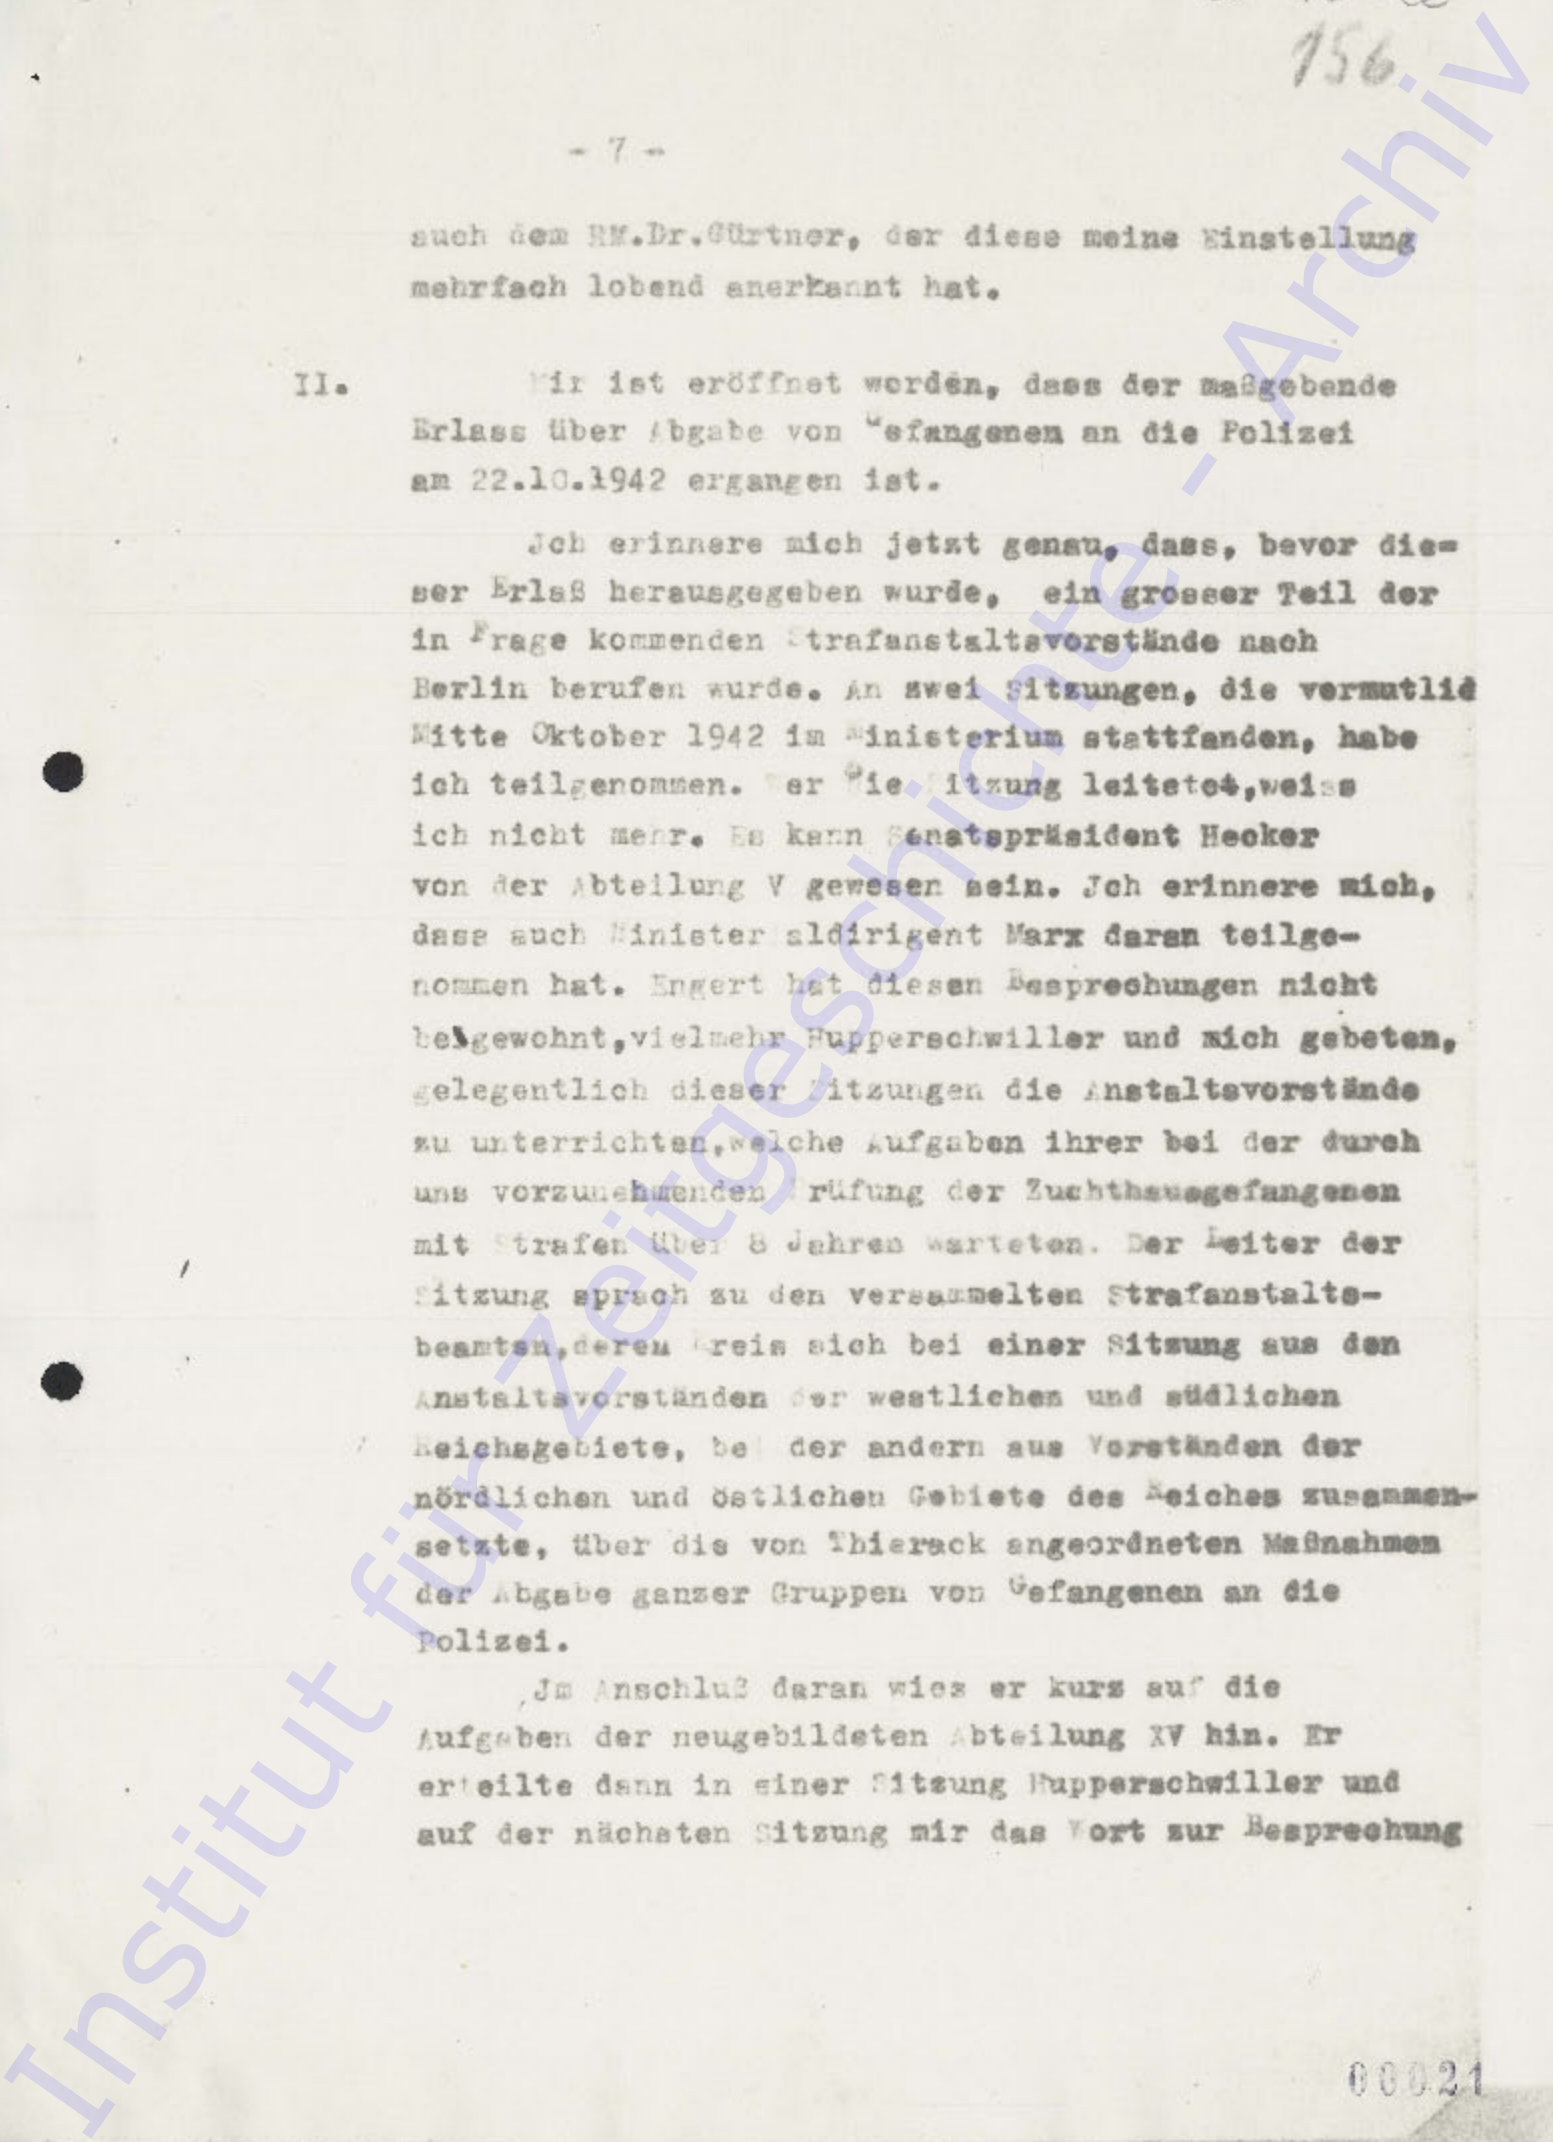 156
- 7 -
auch dem RM.Dr.Gürtner, der diese meine Einstellung
mehrfach lobend anerkannt hat.
II. Mir ist eröffnet worden, dass der maßgebende
Erlass über Abgabe von Gefangenen an die Polizei
am 22.10.1942 ergangen ist.
Jch erinnere mich jetzt genau, dass, bevor die=
ser Erlaß herausgegeben wurde, ein grosser Teil der
in Frage kommenden Strafanstaltsvorstände nach
Berlin berufen wurde. An zwei Sitzungen, die vermutlic
Mitte Oktober 1942 im Ministerium stattfanden, habe
ich teilgenommen. Wer die Sitzung leitetet,weiss
ich nicht mehr. Es kann Senatspräsident Hecker
von der Abteilung V gewesen sein. Jch erinnere mich,
dass auch Ministerialdirigent Marx daran teilge-
nommen hat. Engert hat diesen Besprechungen nicht
beigewohnt,vielmehr Hupperschwiller und mich gebeten,
gelegentlich dieser Sitzungen die Anstaltsvorstände
zu unterrichten,welche Aufgaben ihrer bei der durch
uns vorzunehmenden Prüfung der Zuchthausgefangenen
mit Strafen über 8 Jahren warteten. Der Leiter der
Sitzung sprach zu den versammelten Strafanstalts-
beamten,deren Kreis sich bei einer Sitzung aus den
Anstaltsvorständen der westlichen und südlichen
Reichsgebiete, bei der andern aus Vorständen der
nördlichen und östlichen Gebiete des Reiches zusammen-
setzte, über die von Thierack angeordneten Maßnahmen
der Abgabe ganzer Gruppen von Gefangenen an die
Polizei.
Jm Anschluß daran wies er kurz auf die
Aufgaben der neugebildeten Abteilung XV hin. Er
erteilte dann in einer Sitzung Hupperschwiller und
auf der nächsten Sitzung mir das Wort zur Besprechung
00021
Institut für Zeitgeschichte - Archiv